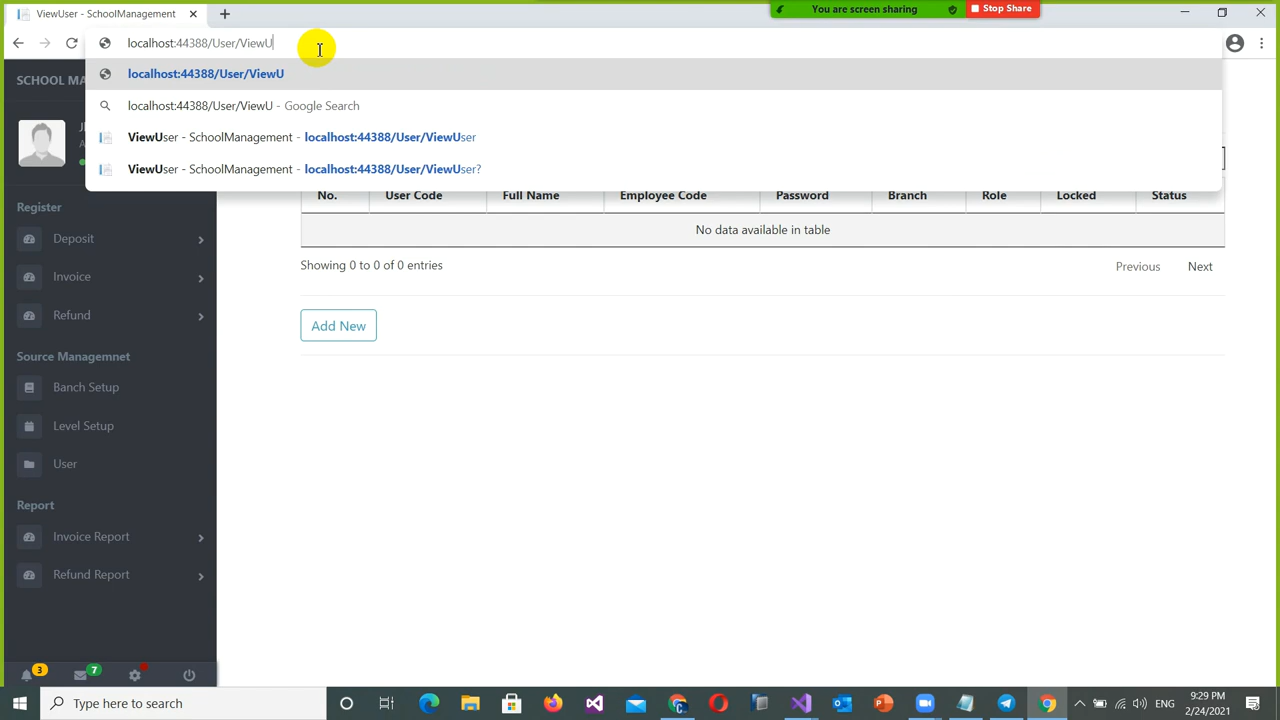 ViewUser - SchoolManagement
You are screen sharing
Stop Share
localhost:44388/User/ViewU
localhost:44388/User/ViewU
localhost:44388/User/ViewU - Google Search
ViewUser - SchoolManagement - localhost:44388/User/ViewUser
ViewUser - SchoolManagement - localhost:44388/User/ViewUser?
SCHOOL MA
Register
Deposit
Invoice
Refund
Source Managemnet
Banch Setup
Level Setup
User
Report
Invoice Report
Refund Report
3
7
No. User Code Full Name Employee Code Password Branch Role Locked Status
No data available in table
Showing 0 to 0 of 0 entries
Previous Next
Add New
Type here to search
ENG
9:29 PM
2/24/2021